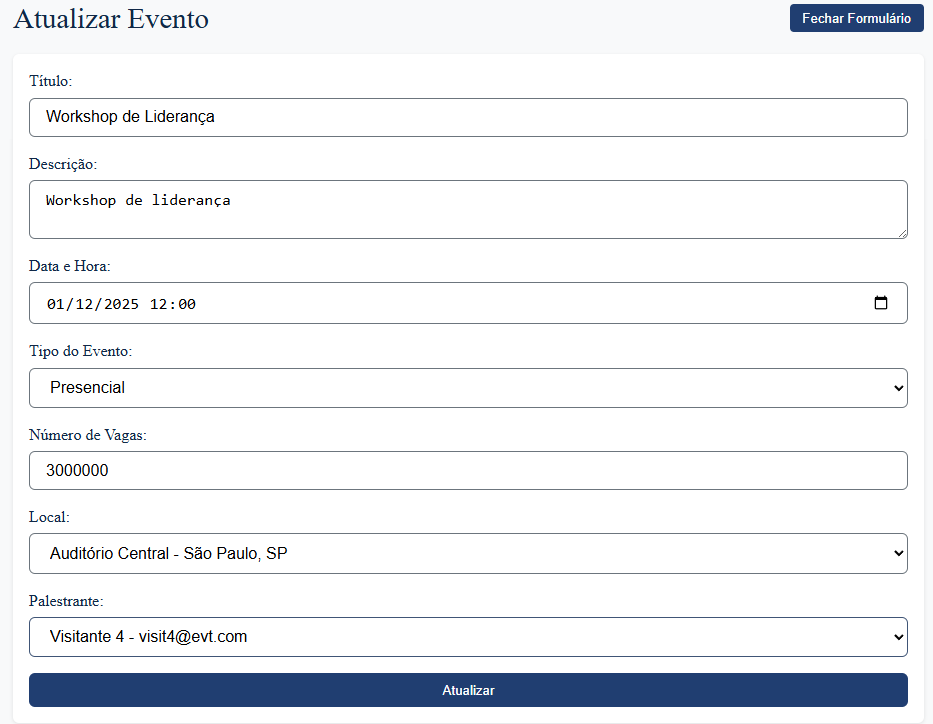 Atualizar Evento
Fechar Formulário
Título:
Workshop de Liderança
Descrição:
Workshop de liderança
Data e Hora:
01/12/2025 12:00
Tipo do Evento:
Presencial
Número de Vagas:
3000000
Local:
Auditório Central - São Paulo, SP
Palestrante:
Visitante 4 - visit4@evt.com
Atualizar